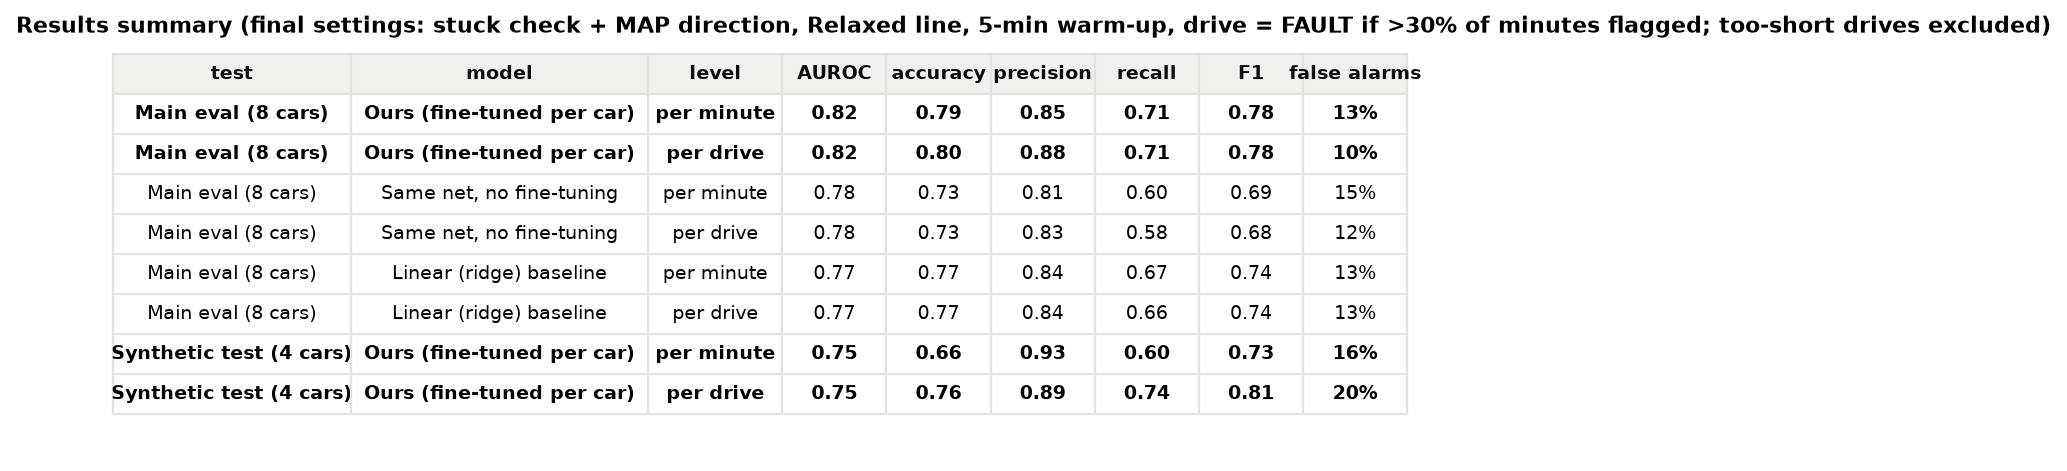 Results summary (final settings: stuck check + MAP direction, Relaxed line, 5-min warm-up, drive = FAULT if >30% of minutes flagged; too-short drives excluded)
test model level AUROC accuracy precision recall F1 false alarms
Main eval (8 cars) Ours (fine-tuned per car) per minute 0.82 0.79 0.85 0.71 0.78 13%
Main eval (8 cars) Ours (fine-tuned per car) per drive 0.82 0.80 0.88 0.71 0.78 10%
Main eval (8 cars) Same net, no fine-tuning per minute 0.78 0.73 0.81 0.60 0.69 15%
Main eval (8 cars) Same net, no fine-tuning per drive 0.78 0.73 0.83 0.58 0.68 12%
Main eval (8 cars) Linear (ridge) baseline per minute 0.77 0.77 0.84 0.67 0.74 13%
Main eval (8 cars) Linear (ridge) baseline per drive 0.77 0.77 0.84 0.66 0.74 13%
Synthetic test (4 cars) Ours (fine-tuned per car) per minute 0.75 0.66 0.93 0.60 0.73 16%
Synthetic test (4 cars) Ours (fine-tuned per car) per drive 0.75 0.76 0.89 0.74 0.81 20%